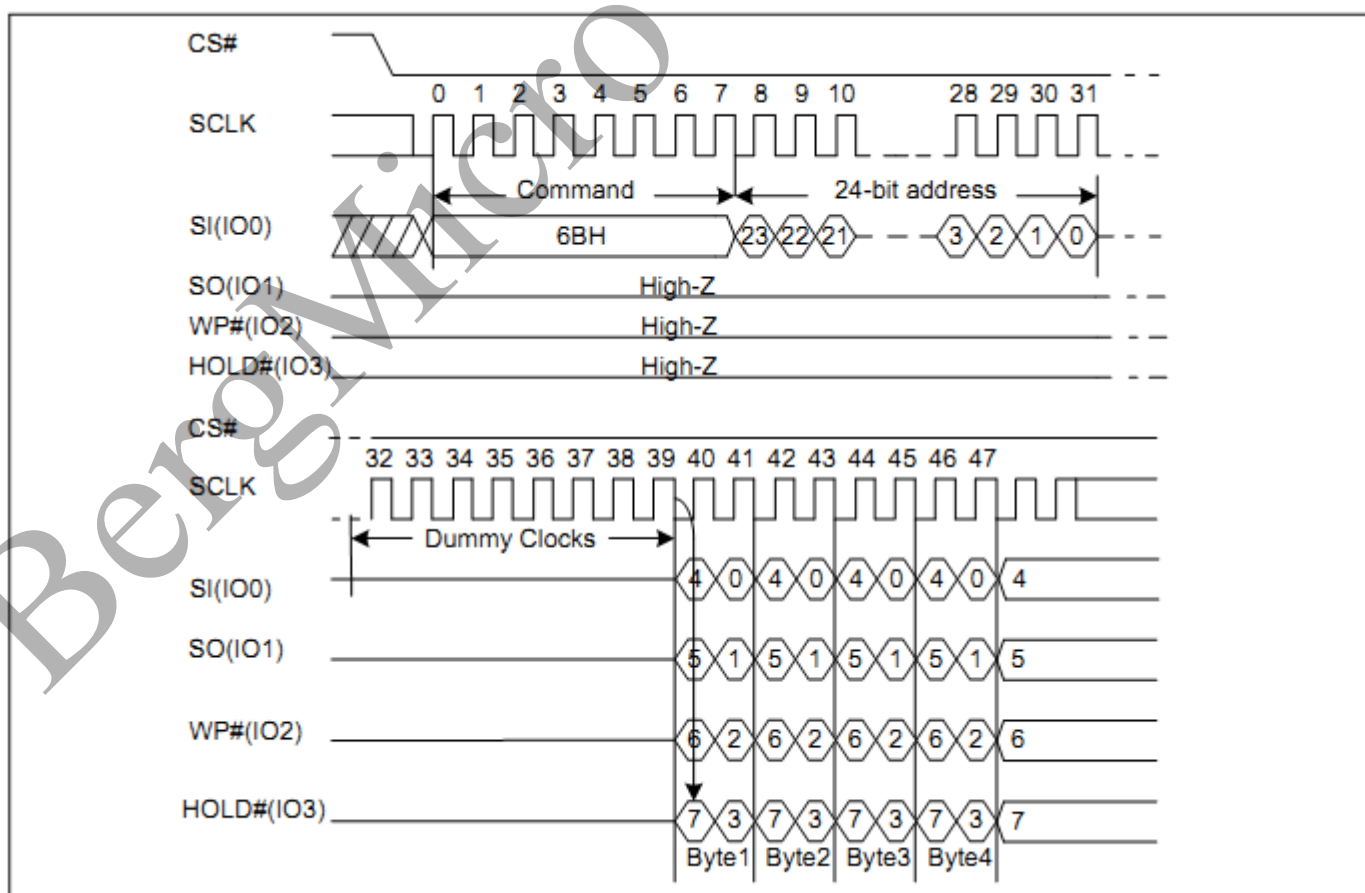 CS#
0 1 2 3 4 5 6 7 8 9 10 28 29 30 31
SCLK
Command 24-bit address
SI(IO0) 6BH 23 22 21 3 2 1 0
SO(IO1) High-Z
WP#(IO2) High-Z
HOLD#(IO3) High-Z
CS#
32 33 34 35 36 37 38 39 40 41 42 43 44 45 46 47
SCLK
Dummy Clocks
SI(IO0) 4 0 4 0 4 0 4 0 4
SO(IO1) 5 1 5 1 5 1 5 1 5
WP#(IO2) 6 2 6 2 6 2 6 2 6
HOLD#(IO3) 7 3 7 3 7 3 7 3 7
Byte1 Byte2 Byte3 Byte4
BergMicro